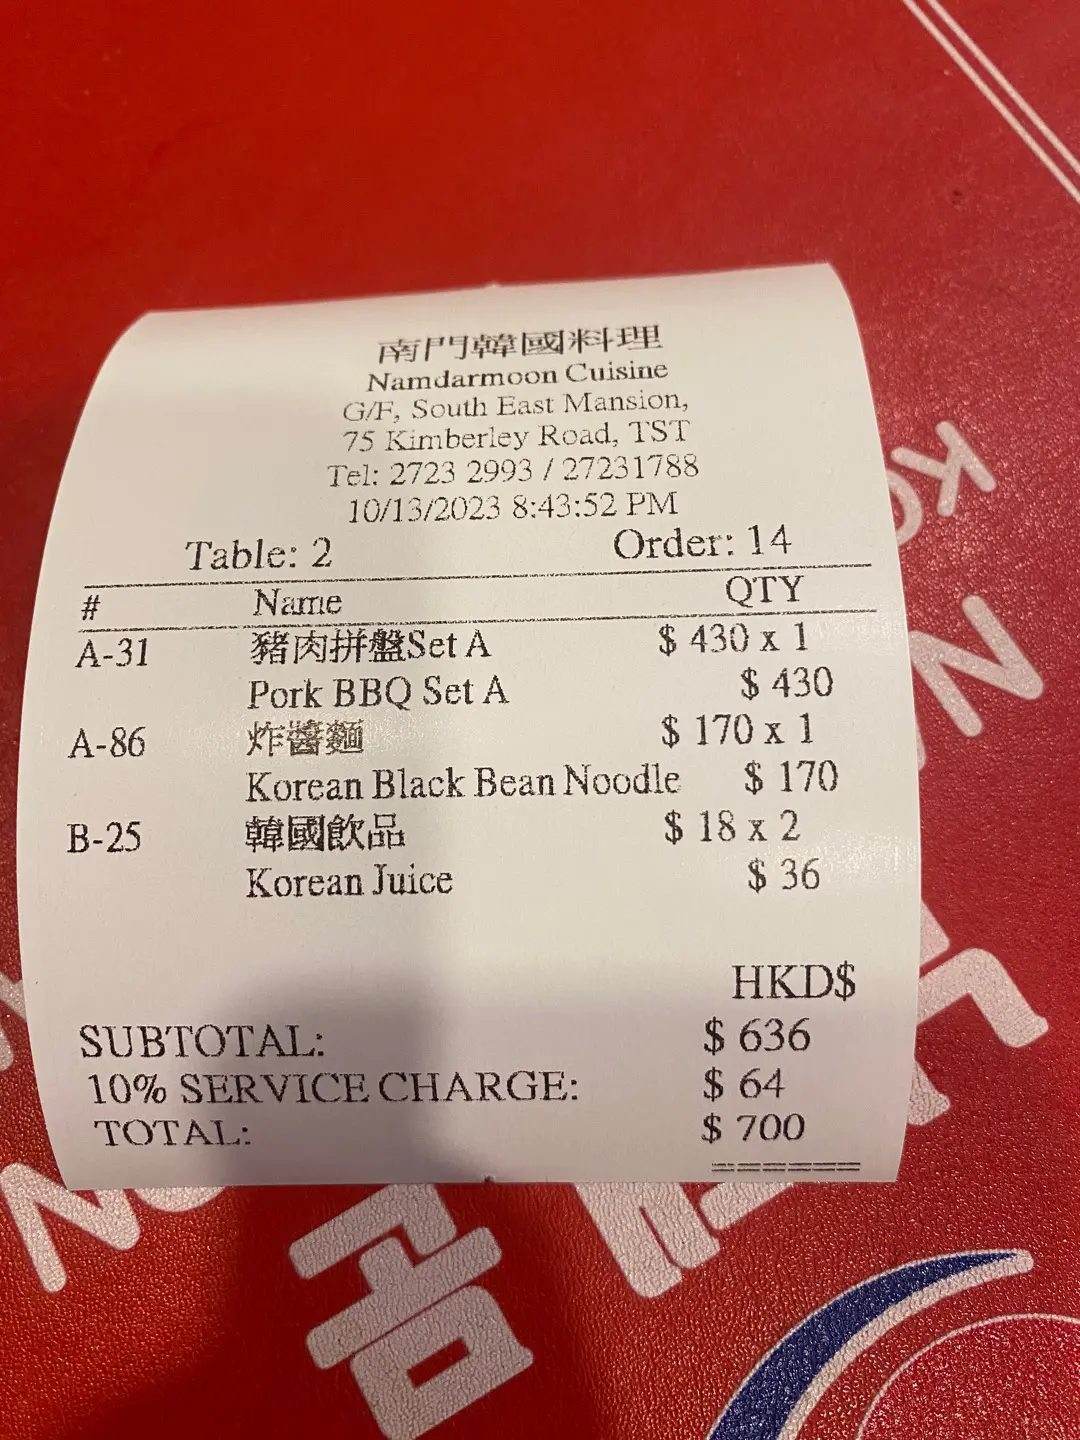 南門韓國料理
Namdarmoon Cuisine
G/F, South East Mansion,
75 Kimberley Road, TST
Tel: 2723 2993 / 27231788
10/13/2023 8:43:52 PM
Table: 2 Order: 14
# Name QTY
A-31 豬肉拼盤Set A $ 430 x 1
Pork BBQ Set A $ 430
A-86 炸醬麵 $ 170 x 1
Korean Black Bean Noodle $ 170
B-25 韓國飲品 $ 18 x 2
Korean Juice $ 36
HKD$
SUBTOTAL: $ 636
10% SERVICE CHARGE: $ 64
TOTAL: $ 700
======